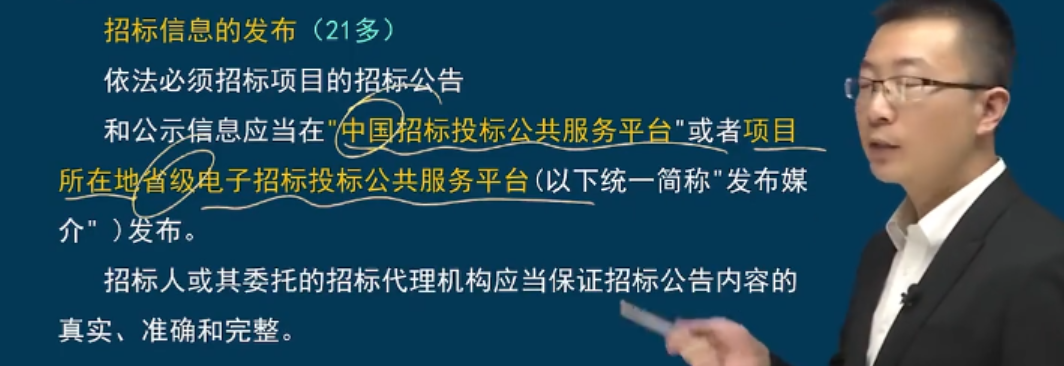 招标信息的发布（21多）
依法必须招标项目的招标公告
和公示信息应当在"中国招标投标公共服务平台"或者项目
所在地省级电子招标投标公共服务平台(以下统一简称"发布媒
介" )发布。
招标人或其委托的招标代理机构应当保证招标公告内容的
真实、准确和完整。